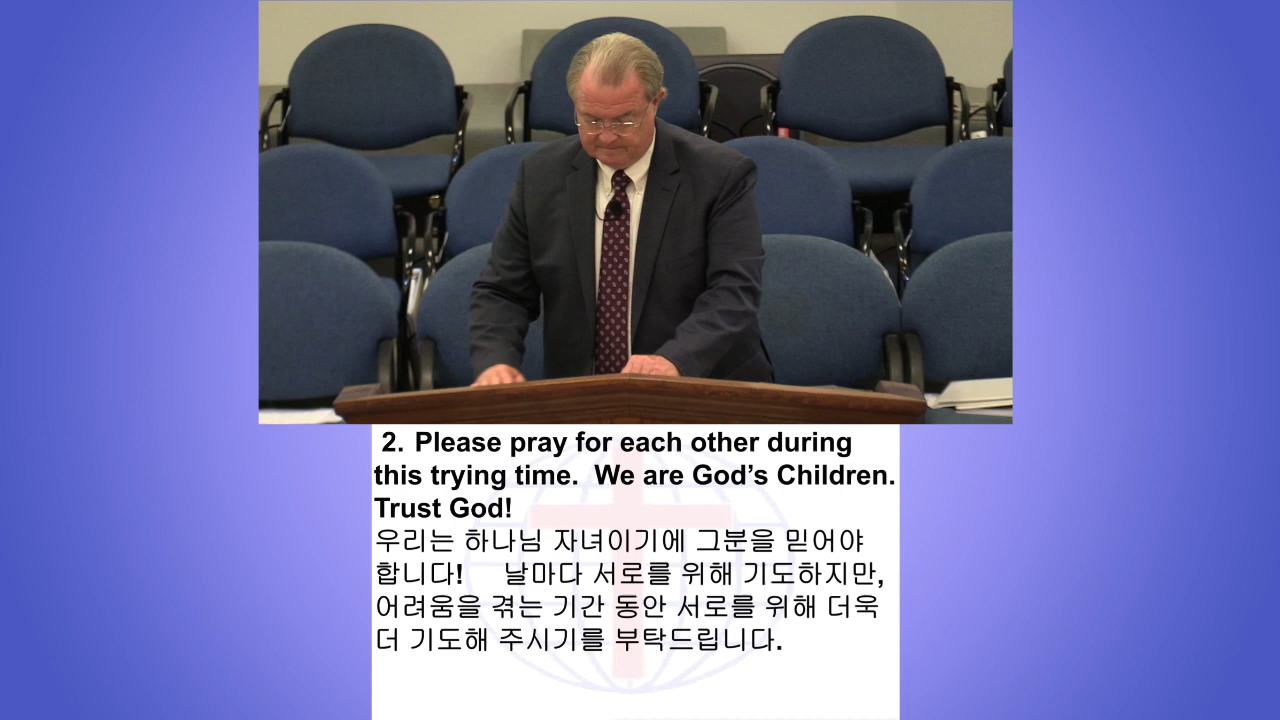 2. Please pray for each other during
this trying time. We are God’s Children.
Trust God!
우리는 하나님 자녀이기에 그분을 믿어야
합니다! 날마다 서로를 위해 기도하지만,
어려움을 겪는 기간 동안 서로를 위해 더욱
더 기도해 주시기를 부탁드립니다.